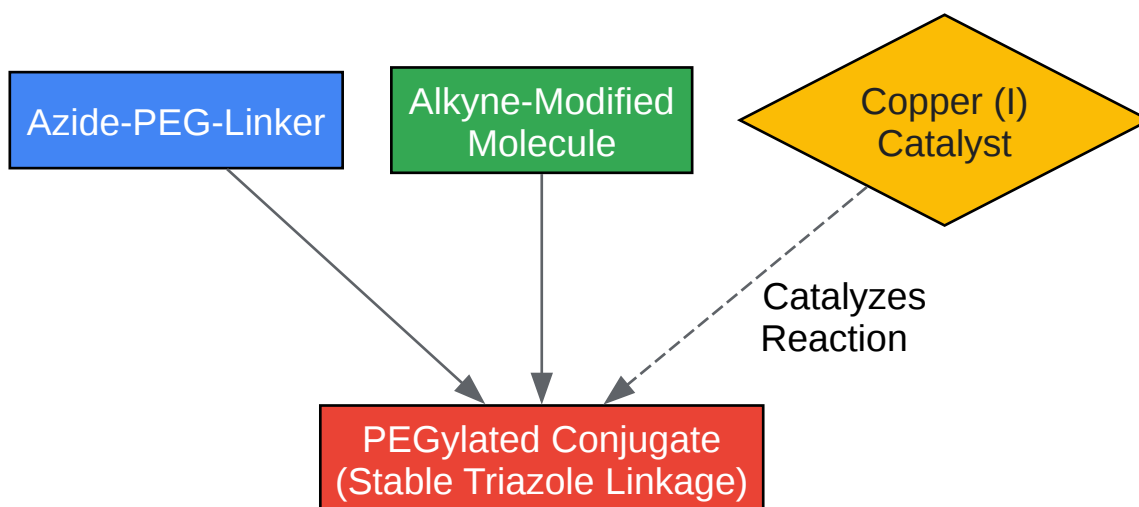 Azide-PEG-Linker
Alkyne-Modified
Molecule
Copper (I)
Catalyst
Catalyzes
Reaction
PEGylated Conjugate
(Stable Triazole Linkage)